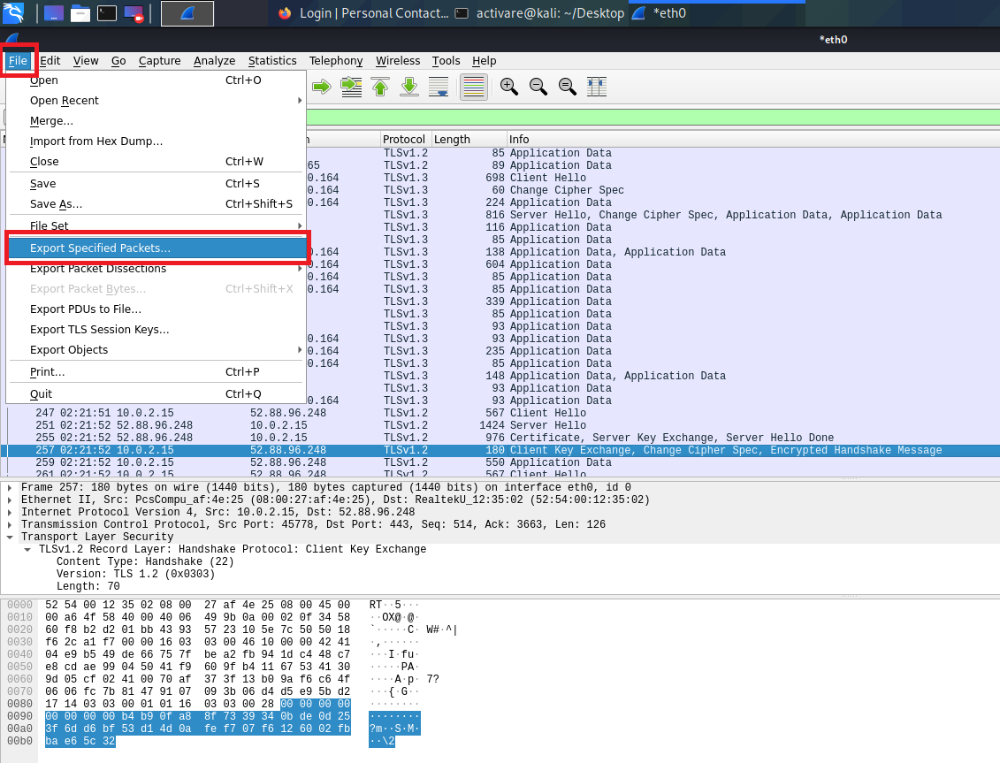 Login | Personal Contact...
activare@kali: ~/Desktop
*eth0
*eth0
File Edit View Go Capture Analyze Statistics Telephony Wireless Tools Help
Open Ctrl+O
Open Recent
Merge...
Import from Hex Dump...
Close Ctrl+W
Save Ctrl+S
Save As... Ctrl+Shift+S
File Set
Export Specified Packets...
Export Packet Dissections
Export Packet Bytes... Ctrl+Shift+X
Export PDUs to File...
Export TLS Session Keys...
Export Objects
Print... Ctrl+P
Quit Ctrl+Q
Protocol Length Info
TLSv1.2 85 Application Data
65 TLSv1.2 89 Application Data
0.164 TLSv1.3 698 Client Hello
0.164 TLSv1.3 60 Change Cipher Spec
0.164 TLSv1.3 224 Application Data
TLSv1.3 816 Server Hello, Change Cipher Spec, Application Data, Application Data
TLSv1.3 116 Application Data
TLSv1.3 85 Application Data
0.164 TLSv1.3 138 Application Data, Application Data
0.164 TLSv1.3 604 Application Data
0.164 TLSv1.3 85 Application Data
0.164 TLSv1.3 85 Application Data
TLSv1.3 339 Application Data
TLSv1.3 85 Application Data
TLSv1.3 93 Application Data
0.164 TLSv1.3 93 Application Data
0.164 TLSv1.3 235 Application Data
0.164 TLSv1.3 85 Application Data
TLSv1.3 148 Application Data, Application Data
TLSv1.3 93 Application Data
0.164 TLSv1.3 93 Application Data
247 02:21:51 10.0.2.15 52.88.96.248 TLSv1.2 567 Client Hello
251 02:21:52 52.88.96.248 10.0.2.15 TLSv1.2 1424 Server Hello
255 02:21:52 52.88.96.248 10.0.2.15 TLSv1.2 976 Certificate, Server Key Exchange, Server Hello Done
257 02:21:52 10.0.2.15 52.88.96.248 TLSv1.2 180 Client Key Exchange, Change Cipher Spec, Encrypted Handshake Message
259 02:21:52 10.0.2.15 52.88.96.248 TLSv1.2 550 Application Data
261 02:21:52 10.0.2.15 52.88.96.248 TLSv1.2 567 Client Hello
Frame 257: 180 bytes on wire (1440 bits), 180 bytes captured (1440 bits) on interface eth0, id 0
Ethernet II, Src: PcsCompu_af:4e:25 (08:00:27:af:4e:25), Dst: RealtekU_12:35:02 (52:54:00:12:35:02)
Internet Protocol Version 4, Src: 10.0.2.15, Dst: 52.88.96.248
Transmission Control Protocol, Src Port: 45778, Dst Port: 443, Seq: 514, Ack: 3663, Len: 126
Transport Layer Security
TLSv1.2 Record Layer: Handshake Protocol: Client Key Exchange
Content Type: Handshake (22)
Version: TLS 1.2 (0x0303)
Length: 70
0000 52 54 00 12 35 02 08 00 27 af 4e 25 08 00 45 00 RT··5···
0010 00 a6 4f 58 40 00 40 06 49 9b 0a 00 02 0f 34 58 ··OX@·@·
0020 60 f8 b2 d2 01 bb 43 93 57 23 10 5e 7c 50 50 18 `·····C· W#·^|
0030 f6 2c a1 f7 00 00 16 03 03 00 46 10 00 00 42 41 ·,······
0040 04 e9 b5 49 de 66 75 7f be a2 fb 94 1d c4 48 c7 ···I·fu·
0050 e8 cd ae 99 04 50 41 f9 60 9f b4 11 67 53 41 30 ·····PA·
0060 9d 05 cf 02 41 00 70 af 37 3f 13 b0 9a f6 c6 4f ····A·p· 7?
0070 06 06 fc 7b 81 47 91 07 09 3b 06 d4 d5 e9 5b d2 ···{·G··
0080 17 14 03 03 00 01 01 16 03 03 00 28 00 00 00 00 ········
0090 00 00 00 00 b4 b9 0f a8 8f 73 39 34 0b de 0d 25 ········
00a0 3f 6d d6 bf 53 d1 4d 0a fe f7 07 f6 12 60 02 fb ?m··S·M·
00b0 ba e6 5c 32 ··\2